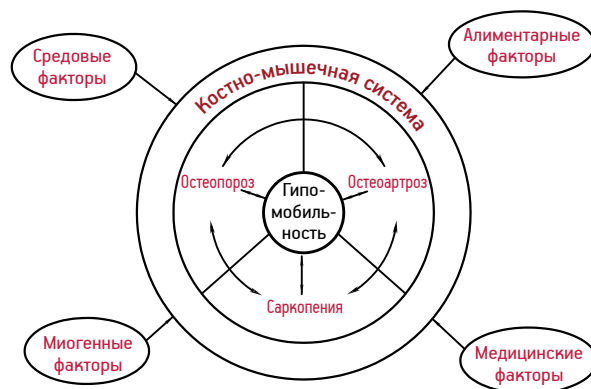 Средовые
факторы
Алиментарные
факторы
Костно-мышечная система
Остеопороз
Гипо-
мобиль-
ность
Остеоартроз
Саркопения
Миогенные
факторы
Медицинские
факторы